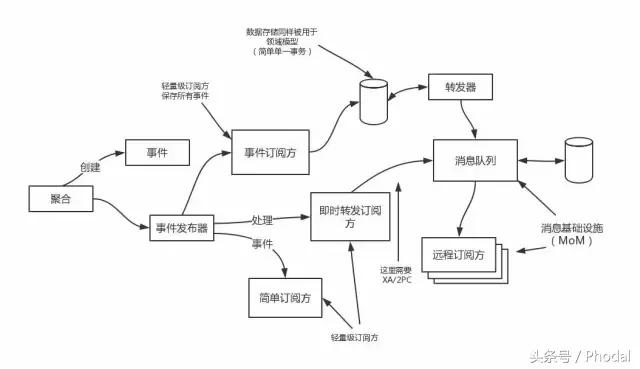 数据存储同样被用于
领域模型
（简单单一事务）
轻量级订阅方
保存所有事件
转发器
事件
事件订阅方
消息队列
创建
聚合
事件发布器
处理
即时转发订阅
方
事件
消息基础设施
（MoM）
远程订阅方
这里需要
XA/2PC
简单订阅方
轻量级订阅方
头条号 / Phodal